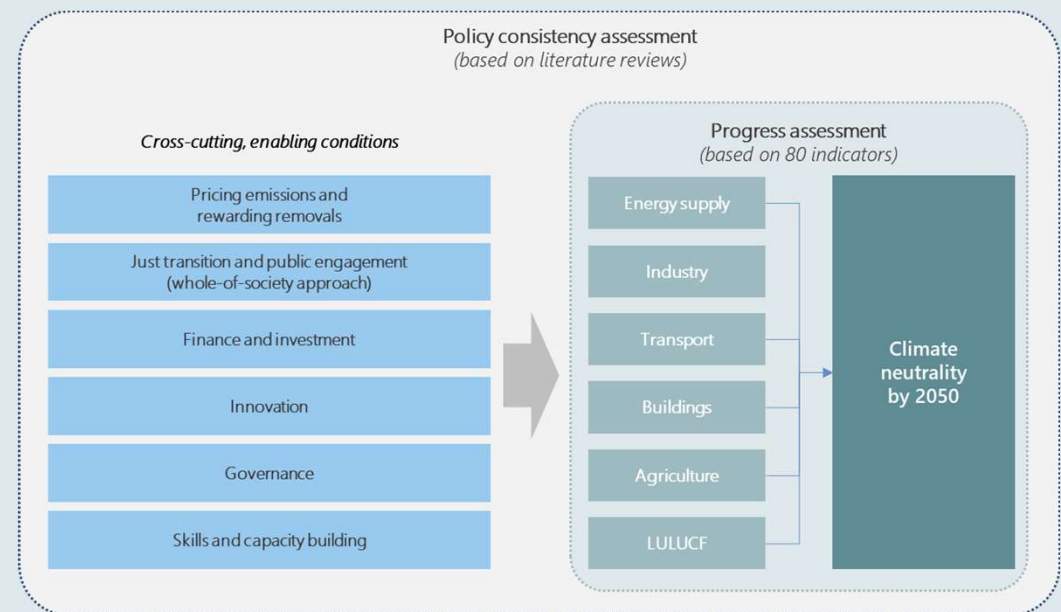 Policy consistency assessment
(based on literature reviews)
Cross-cutting, enabling conditions
Pricing emissions and
rewarding removals
Just transition and public engagement
(whole-of-society approach)
Finance and investment
Innovation
Governance
Skills and capacity building
Progress assessment
(based on 80 indicators)
Energy supply
Industry
Transport
Buildings
Agriculture
LULUCF
Climate
neutrality
by 2050